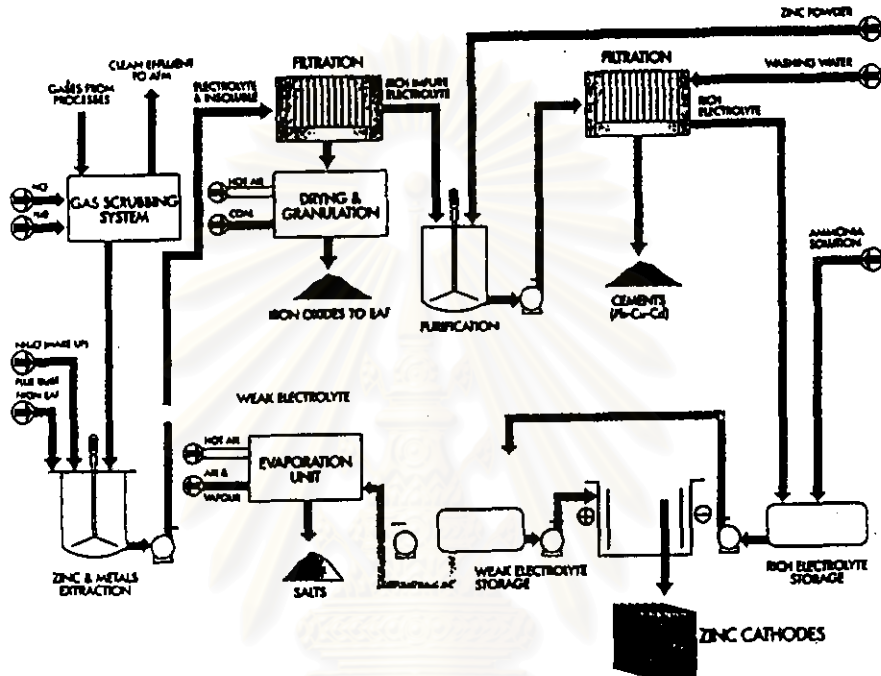 ZINC POWDER
CLEAN EFFLUENT
TO ATM
GASES FROM
PROCESSES
ELECTROLYTE
& INSOLUBLE
FILTRATION
RICH IMPURE
ELECTROLYTE
FILTRATION
WASHING WATER
RICH
ELECTROLYTE
GAS SCRUBBING
SYSTEM
HOT AIR
DRYING &
GRANULATION
IRON OXIDES TO EAF
PURIFICATION
CEMENTS
(Pb-Cu-Cd)
AMMONIA
SOLUTION
WEAK ELECTROLYTE
HOT AIR
AIR &
VAPOUR
EVAPORATION
UNIT
SALTS
ZINC & METALS
EXTRACTION
WEAK ELECTROLYTE
STORAGE
RICH ELECTROLYTE
STORAGE
ZINC CATHODES